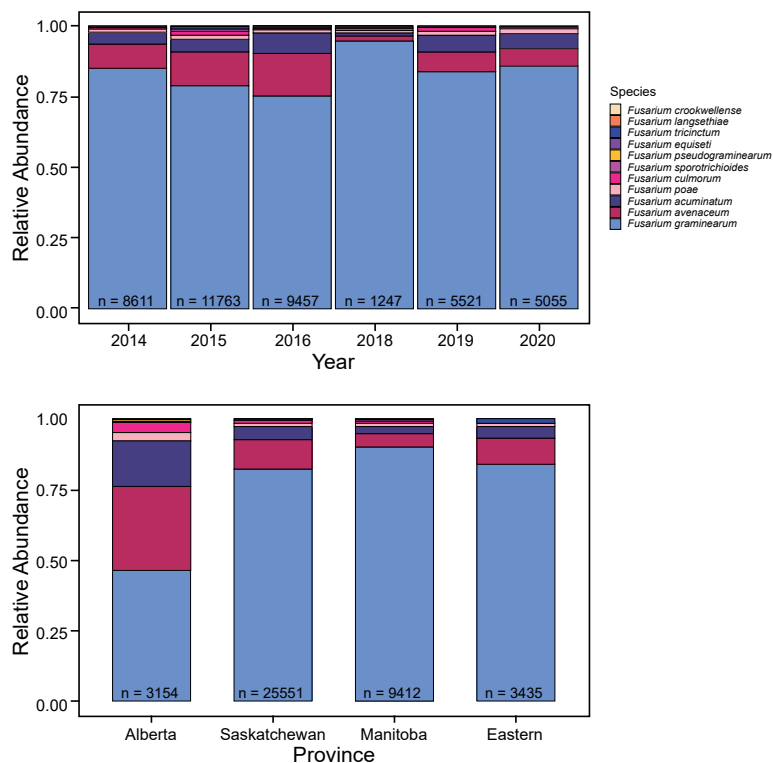 1.00
0.75
0.50
0.25
0.00
Relative Abundance
n = 8611
n = 11763
n = 9457
n = 1247
n = 5521
n = 5055
2014
2015
2016
2018
2019
2020
Year
Species
Fusarium crookwellense
Fusarium langsethiae
Fusarium tricinctum
Fusarium equiseti
Fusarium pseudograminearum
Fusarium sporotrichioides
Fusarium culmorum
Fusarium poae
Fusarium acuminatum
Fusarium avenaceum
Fusarium graminearum
1.00
0.75
0.50
0.25
0.00
Relative Abundance
n = 3154
n = 25551
n = 9412
n = 3435
Alberta
Saskatchewan
Manitoba
Eastern
Province